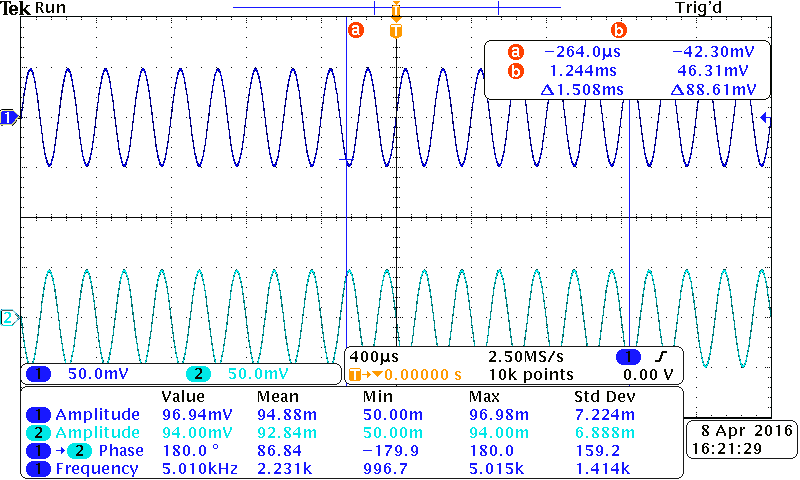 Tek Run Trig'd
T
a b T
a −264.0µs −42.30mV
b 1.244ms 46.31mV
Δ1.508ms Δ88.61mV
1
2
1 50.0mV 2 50.0mV
400µs 2.50MS/s 1
T→▼0.00000 s 10k points 0.00 V
Value Mean Min Max Std Dev
1 Amplitude 96.94mV 94.88m 50.00m 96.98m 7.224m
2 Amplitude 94.00mV 92.84m 50.00m 94.00m 6.888m
1 → 2 Phase 180.0 ° 86.84 −179.9 180.0 159.2
1 Frequency 5.010kHz 2.231k 996.7 5.015k 1.414k
8 Apr 2016
16:21:29